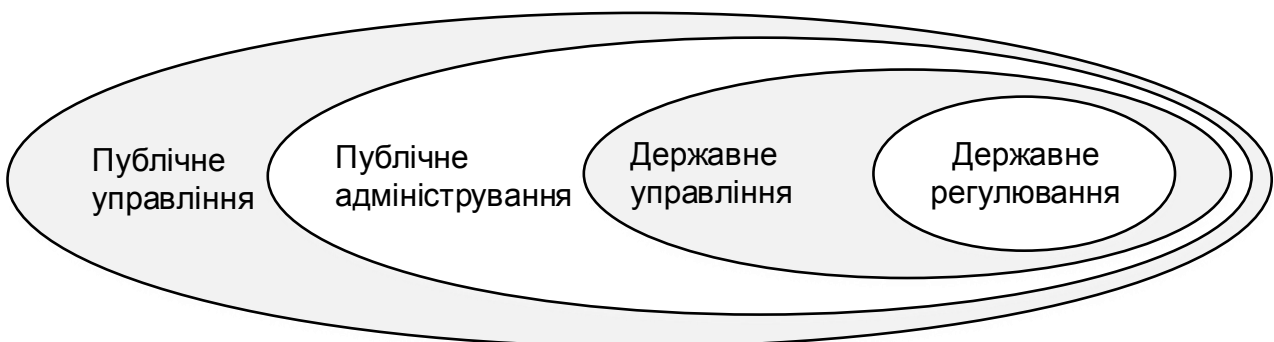 Публічне
управління
Публічне
адміністрування
Державне
управління
Державне
регулювання